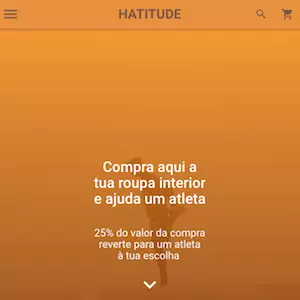 HATITUDE
Compra aqui a
tua roupa interior
e ajuda um atleta
25% do valor da compra
reverte para um atleta
à tua escolha